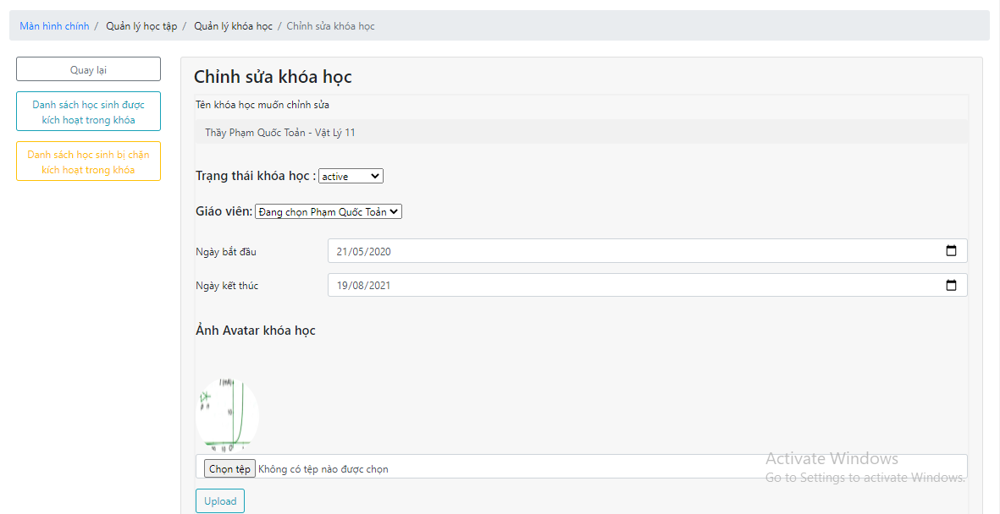 Màn hình chính / Quản lý học tập / Quản lý khóa học / Chỉnh sửa khóa học
Quay lại
Danh sách học sinh được
kích hoạt trong khóa
Danh sách học sinh bị chặn
kích hoạt trong khóa
Chỉnh sửa khóa học
Tên khóa học muốn chỉnh sửa
Thầy Phạm Quốc Toản - Vật Lý 11
Trạng thái khóa học : active
Giáo viên: Đang chọn Phạm Quốc Toản
Ngày bắt đầu 21/05/2020
Ngày kết thúc 19/08/2021
Ảnh Avatar khóa học
Chọn tệp Không có tệp nào được chọn
Upload
Activate Windows
Go to Settings to activate Windows.